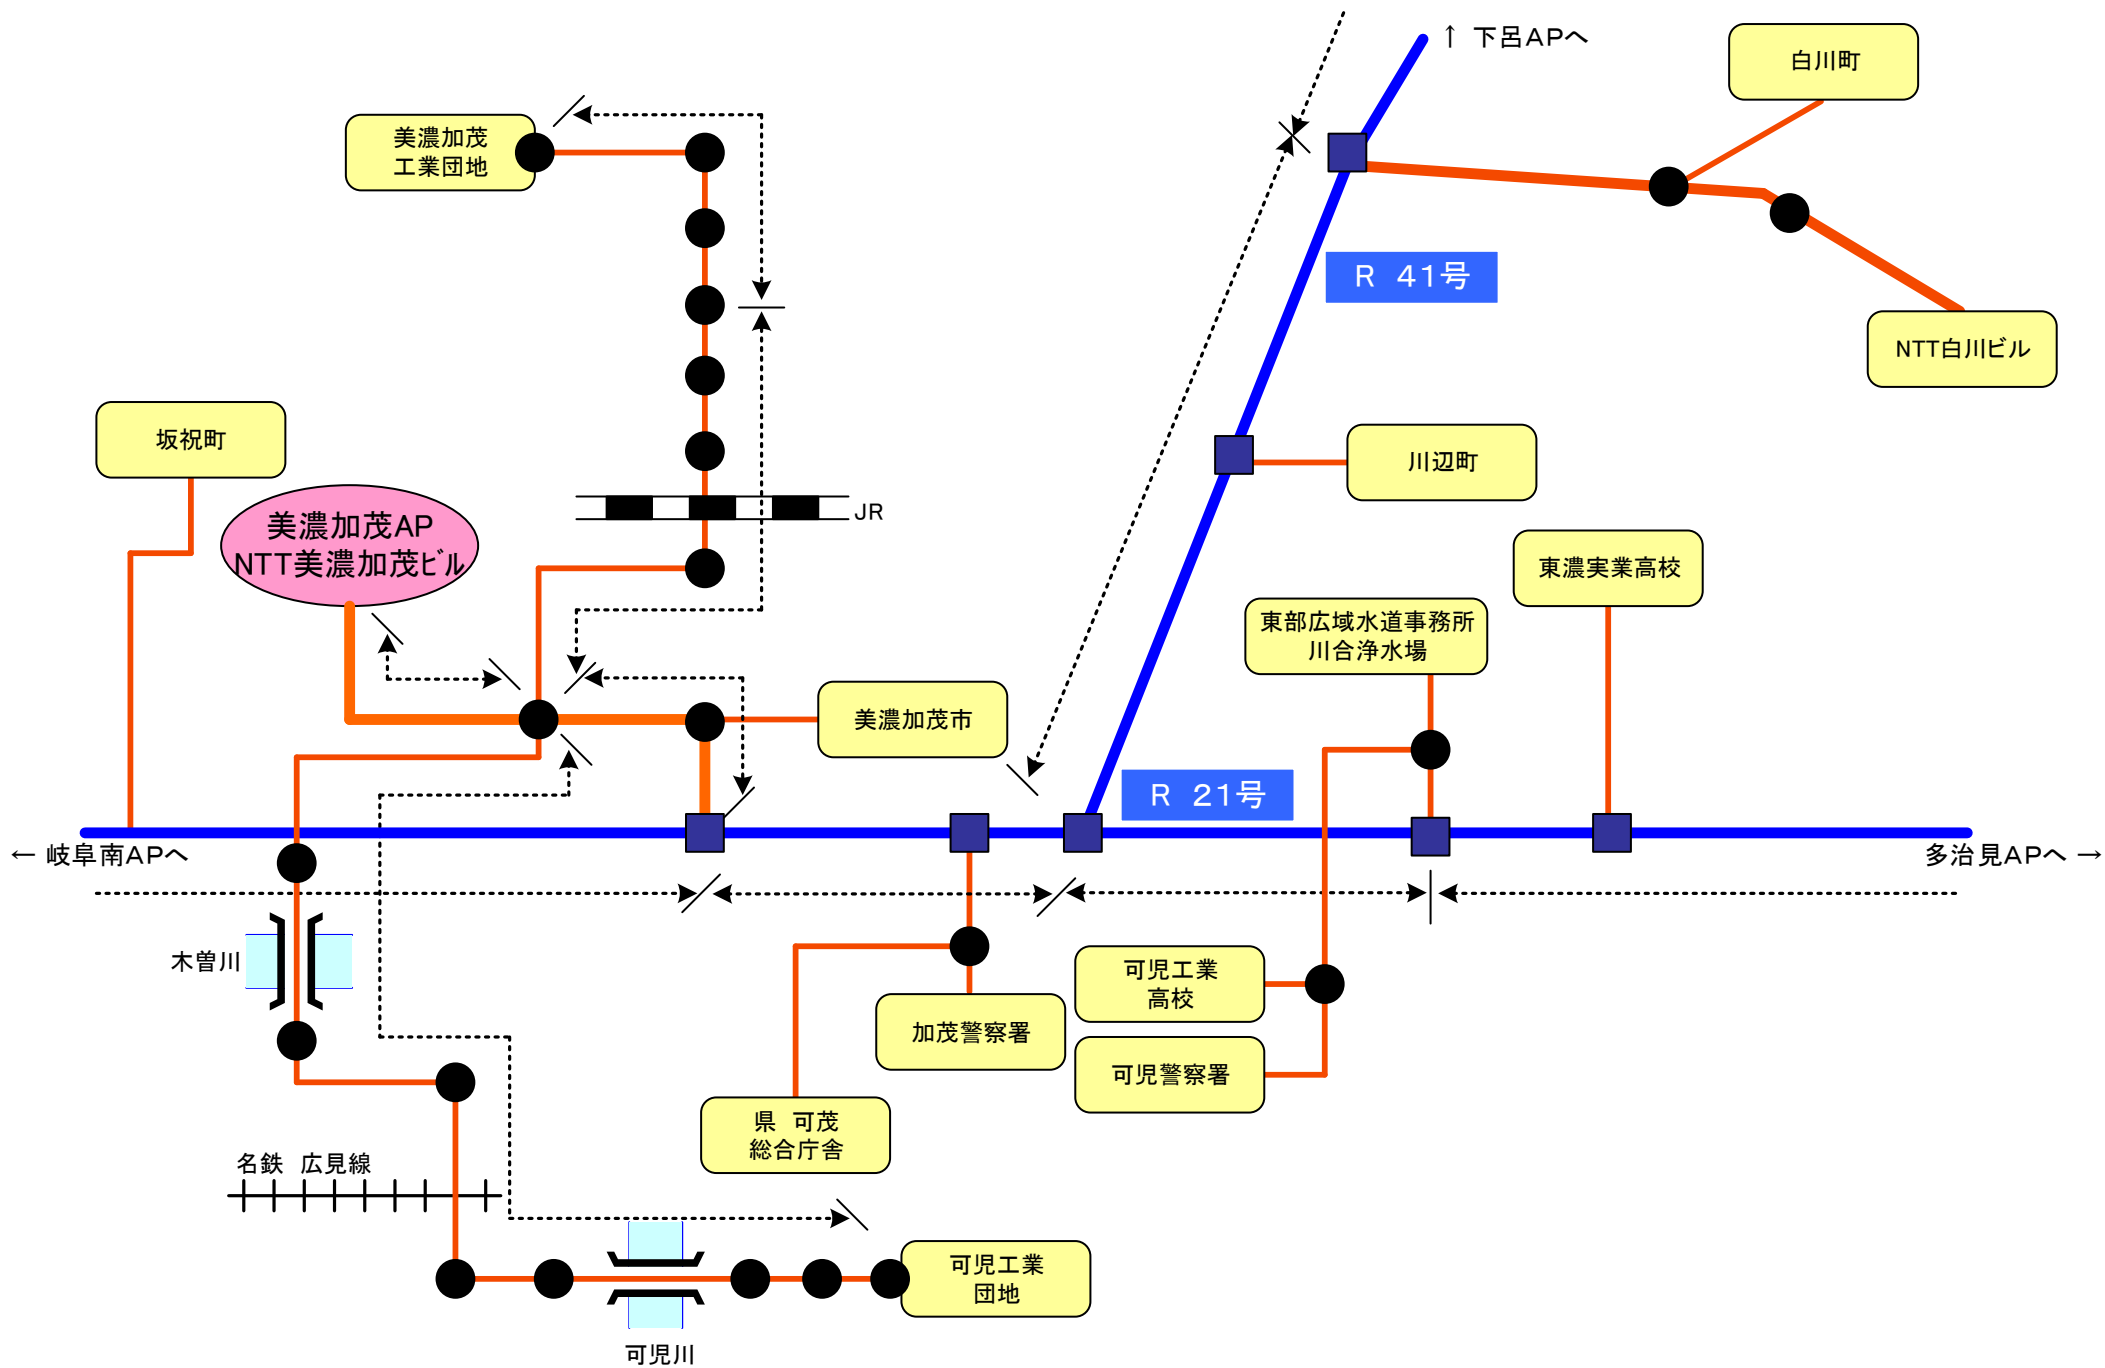 ↑ 下呂APへ
白川町
美濃加茂
工業団地
R 41号
NTT白川ビル
坂祝町
川辺町
美濃加茂AP
NTT美濃加茂ビル
JR
東濃実業高校
東部広域水道事務所
川合浄水場
美濃加茂市
R 21号
← 岐阜南APへ
多治見APへ →
木曽川
可児工業
高校
加茂警察署
可児警察署
県 可茂
総合庁舎
名鉄 広見線
可児工業
団地
可児川